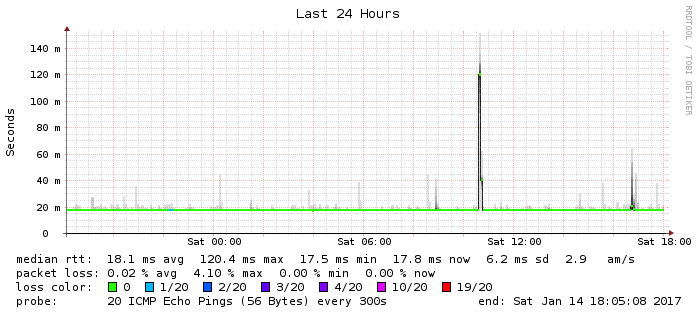 Last 24 Hours
RRDTOOL / TOBI OETIKER
Seconds
140 m
120 m
100 m
80 m
60 m
40 m
20 m
0
Sat 00:00 Sat 06:00 Sat 12:00 Sat 18:00
median rtt: 18.1 ms avg 120.4 ms max 17.5 ms min 17.8 ms now 6.2 ms sd 2.9 am/s
packet loss: 0.02 % avg 4.10 % max 0.00 % min 0.00 % now
loss color: 0 1/20 2/20 3/20 4/20 10/20 19/20
probe: 20 ICMP Echo Pings (56 Bytes) every 300s end: Sat Jan 14 18:05:08 2017